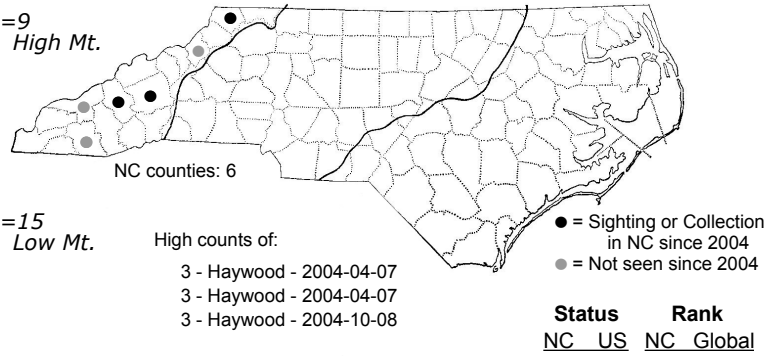 =9
High Mt.
NC counties: 6
=15
Low Mt.
High counts of:
3 - Haywood - 2004-04-07
3 - Haywood - 2004-04-07
3 - Haywood - 2004-10-08
= Sighting or Collection
in NC since 2004
= Not seen since 2004
Status Rank
NC US NC Global